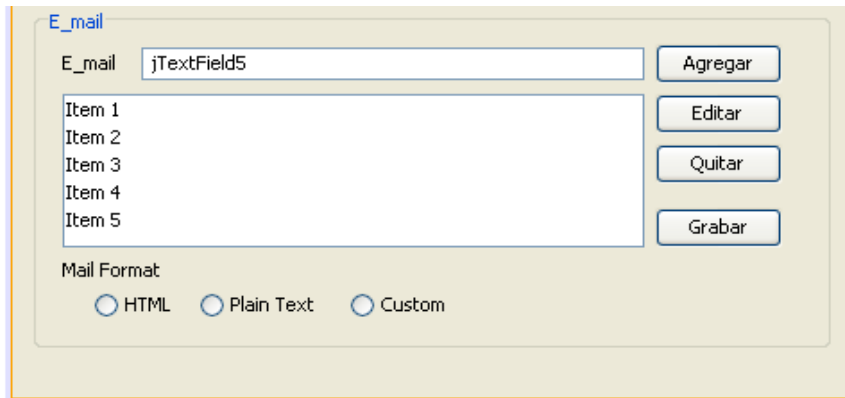 E_mail
E_mail jTextField5 Agregar
Item 1 Editar
Item 2
Item 3 Quitar
Item 4
Item 5 Grabar
Mail Format
HTML Plain Text Custom